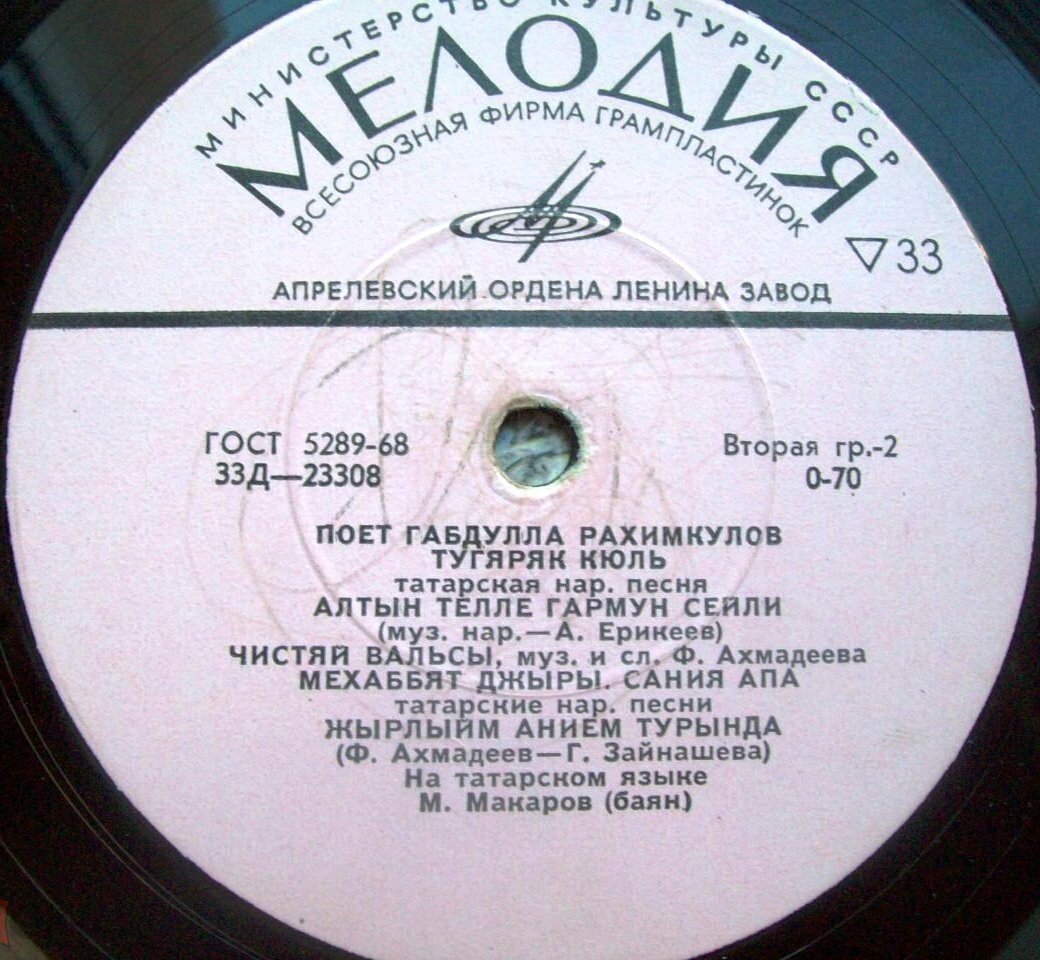 МИНИСТЕРСТВО КУЛЬТУРЫ СССР
МЕЛОДИЯ
ВСЕСОЮЗНАЯ ФИРМА ГРАМПЛАСТИНОК
33
АПРЕЛЕВСКИЙ ОРДЕНА ЛЕНИНА ЗАВОД
ГОСТ 5289-68
Вторая гр.-2
33Д—23308
0-70
ПОЕТ ГАБДУЛЛА РАХИМКУЛОВ
ТУГЯРЯК КЮЛЬ
татарская нар. песня
АЛТЫН ТЕЛЛЕ ГАРМУН СЕЙЛИ
(муз. нар.—А. Ерикеев)
ЧИСТЯЙ ВАЛЬСЫ, муз. и сл. Ф. Ахмадеева
МЕХАББЯТ ДЖЫРЫ. САНИЯ АПА
татарские нар. песни
ЖЫРЛЫЙМ АНИЕМ ТУРЫНДА
(Ф. Ахмадеев—Г. Зайнашева)
На татарском языке
М. Макаров (баян)